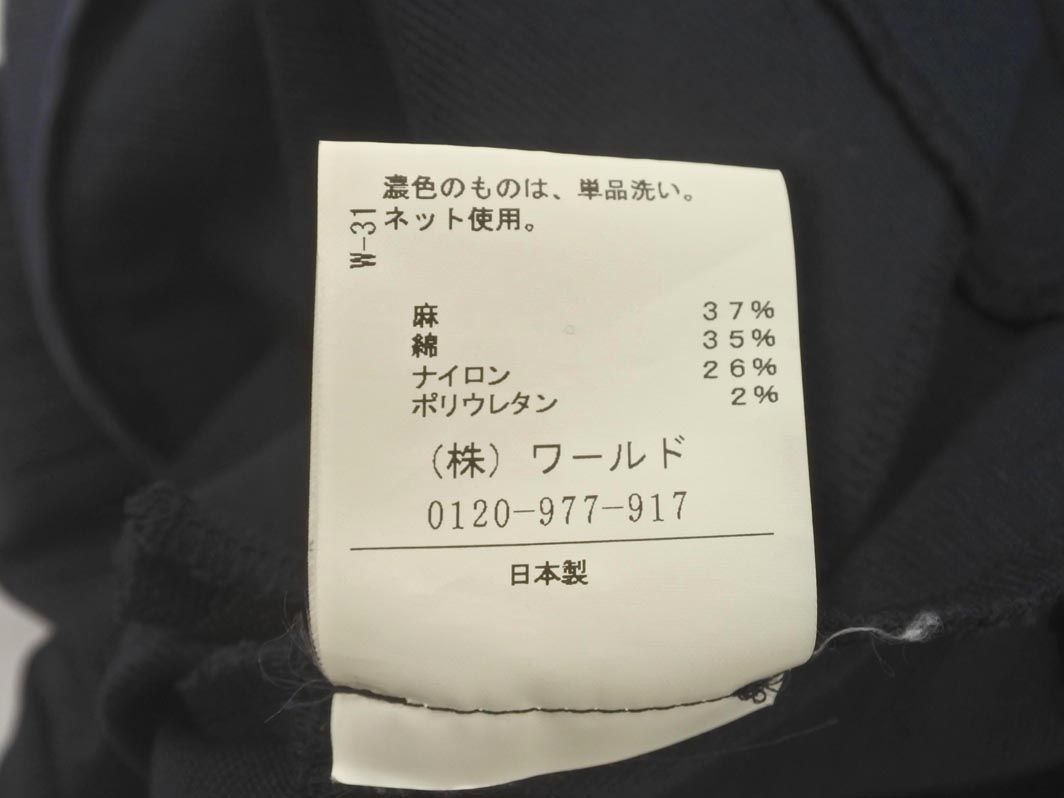 濃色のものは、単品洗い。
ネット使用。
W-31
麻 37%
綿 35%
ナイロン 26%
ポリウレタン 2%
（株）ワールド
0120-977-917
日本製